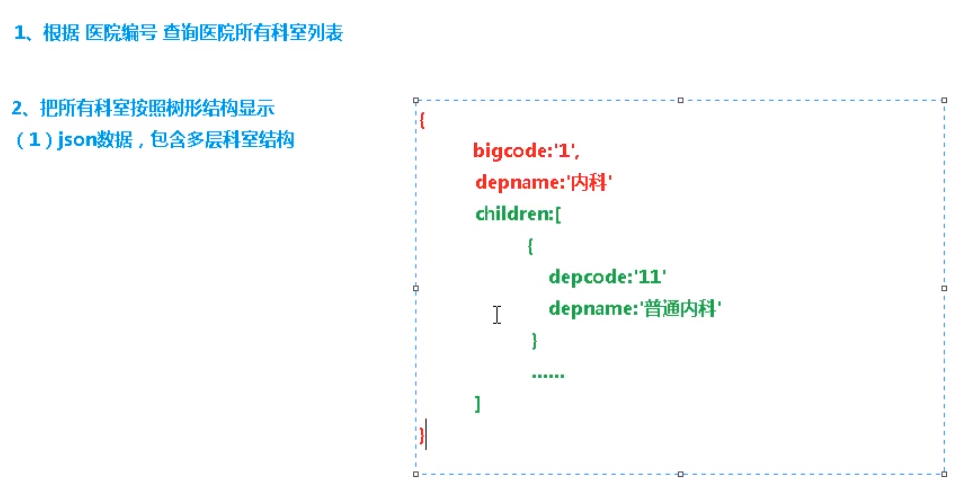 1、根据 医院编号 查询医院所有科室列表
2、把所有科室按照树形结构显示
（1）json数据，包含多层科室结构
{
bigcode:'1',
depname:'内科'
children:[
{
depcode:'11'
depname:'普通内科'
}
......
]
}